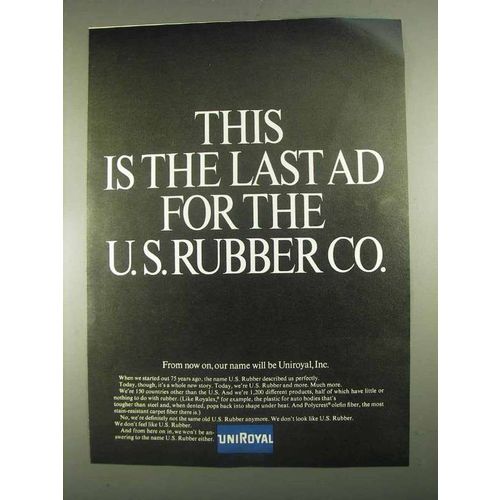 THIS
IS THE LAST AD
FOR THE
U.S. RUBBER CO.
From now on, our name will be Uniroyal, Inc.
When we started out 75 years ago, the name U.S. Rubber described us perfectly.
Today, though, it's a whole new story. Today, we're U.S. Rubber and more. Much more.
We're 150 countries other than the U.S. And we're 1,200 different products, half of which have little or
nothing to do with rubber. (Like Royalex,® for example, the plastic for auto bodies that's
tougher than steel and, when dented, pops back into shape under heat. And Polycrest® olefin fiber, the most
stain-resistant carpet fiber there is.)
No, we're definitely not the same old U.S. Rubber anymore. We don't look like U.S. Rubber.
We don't feel like U.S. Rubber.
And from here on in, we won't be an-
swering to the name U.S. Rubber either.
UNIROYAL